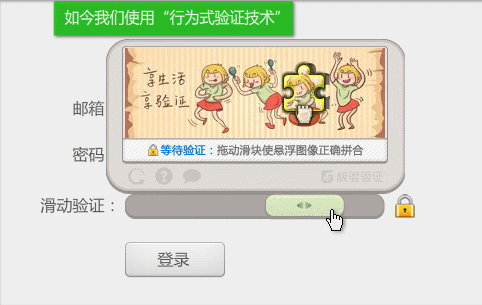 如今我们使用“行为式验证技术”
享生活
享验证
邮箱
密码
等待验证：拖动滑块使悬浮图像正确拼合
极验验证
滑动验证：
登录